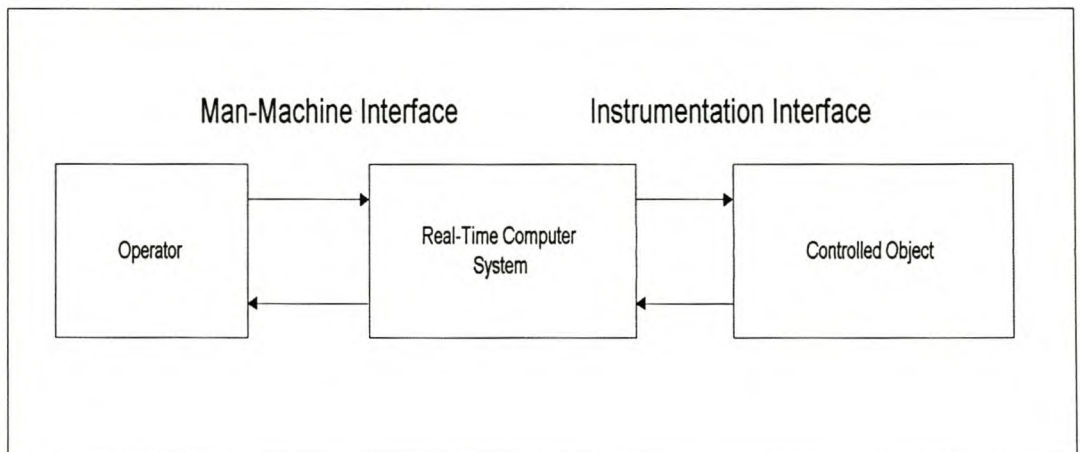 Man-Machine Interface
Instrumentation Interface
Operator
Real-Time Computer
System
Controlled Object